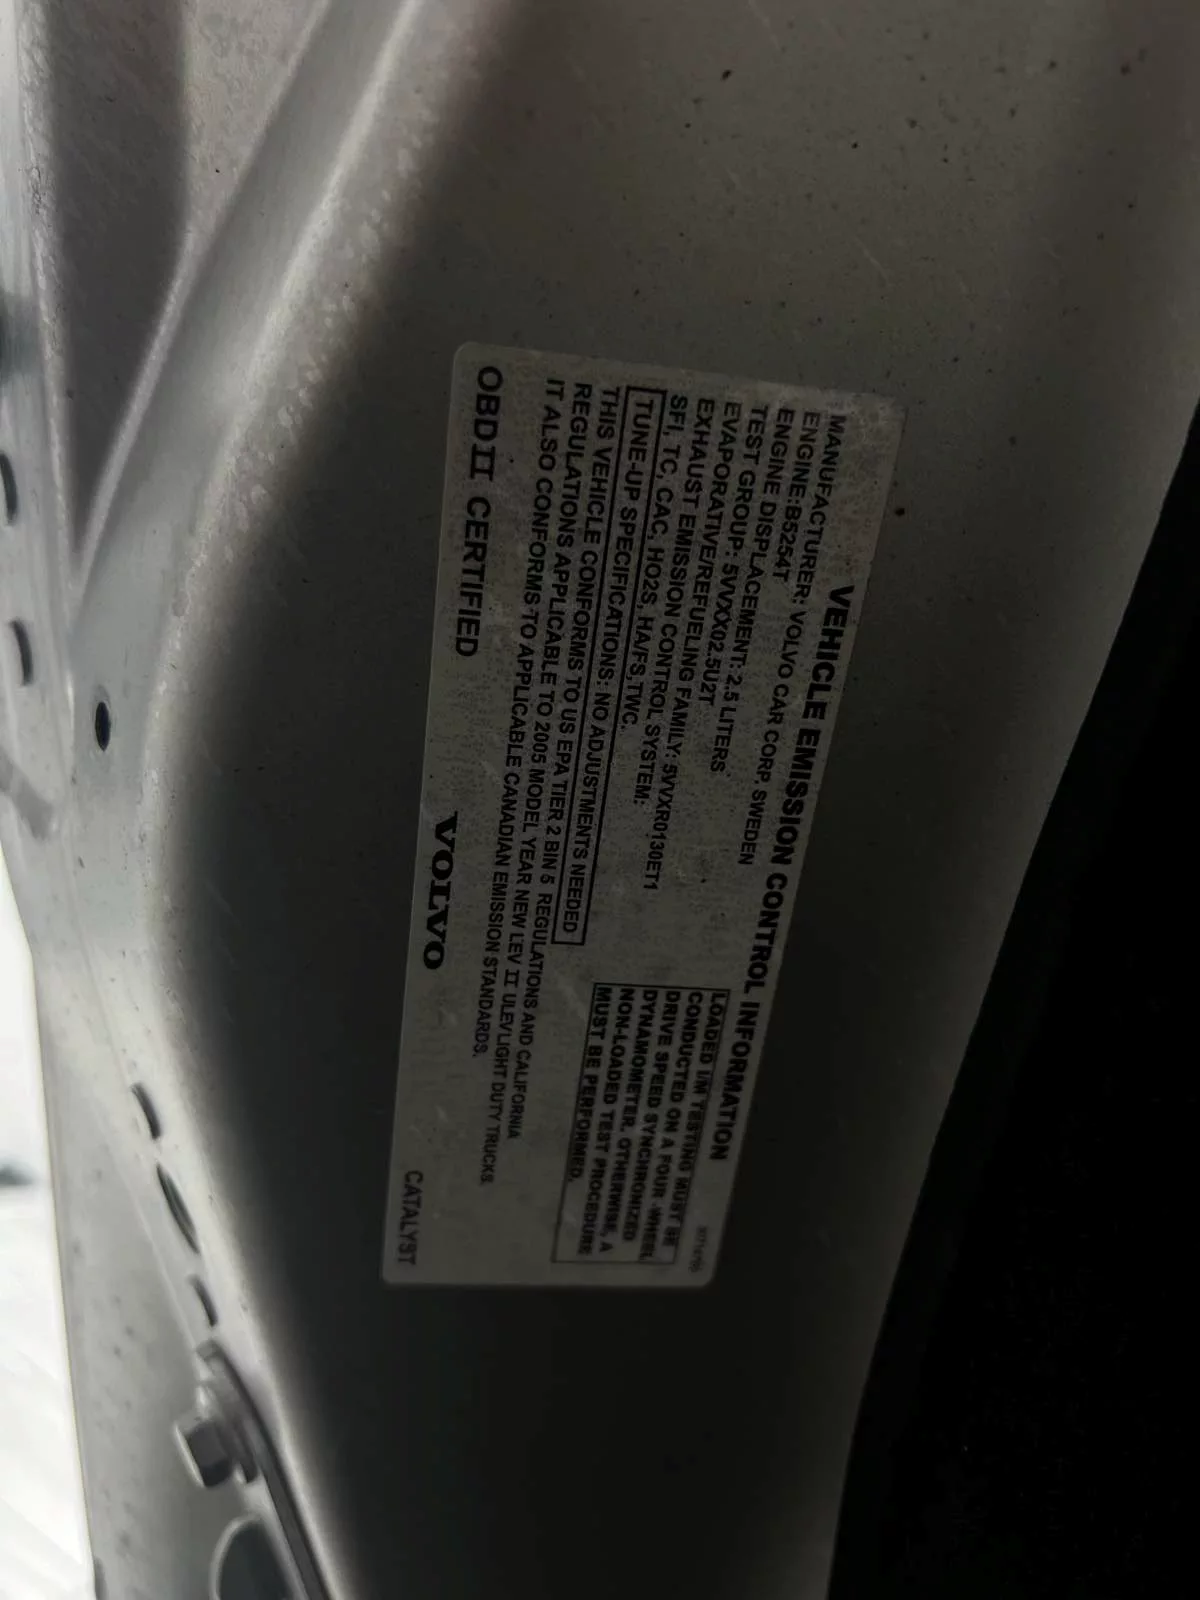 VEHICLE EMISSION CONTROL INFORMATION
MANUFACTURER: VOLVO CAR CORP. SWEDEN
ENGINE:B5254T
ENGINE DISPLACEMENT: 2,5 LITERS
TEST GROUP: 5VVXX02.5U2T
EVAPORATIVE/REFUELING FAMILY: 5VVXR0130ET1
EXHAUST EMISSION CONTROL SYSTEM:
SFI, TC, CAC, HO2S, HA/FS,TWC.
TUNE-UP SPECIFICATIONS: NO ADJUSTMENTS NEEDED
LOADED I/M TESTING MUST BE
CONDUCTED ON A FOUR -WHEEL
DRIVE SPEED SYNCHRONIZED
DYNAMOMETER. OTHERWISE, A
NON-LOADED TEST PROCEDURE
MUST BE PERFORMED.
THIS VEHICLE CONFORMS TO US EPA TIER 2 BIN 5 REGULATIONS AND CALIFORNIA
REGULATIONS APPLICABLE TO 2005 MODEL YEAR NEW LEV II ULEV LIGHT DUTY TRUCKS.
IT ALSO CONFORMS TO APPLICABLE CANADIAN EMISSION STANDARDS.
OBD II CERTIFIED
VOLVO
CATALYST